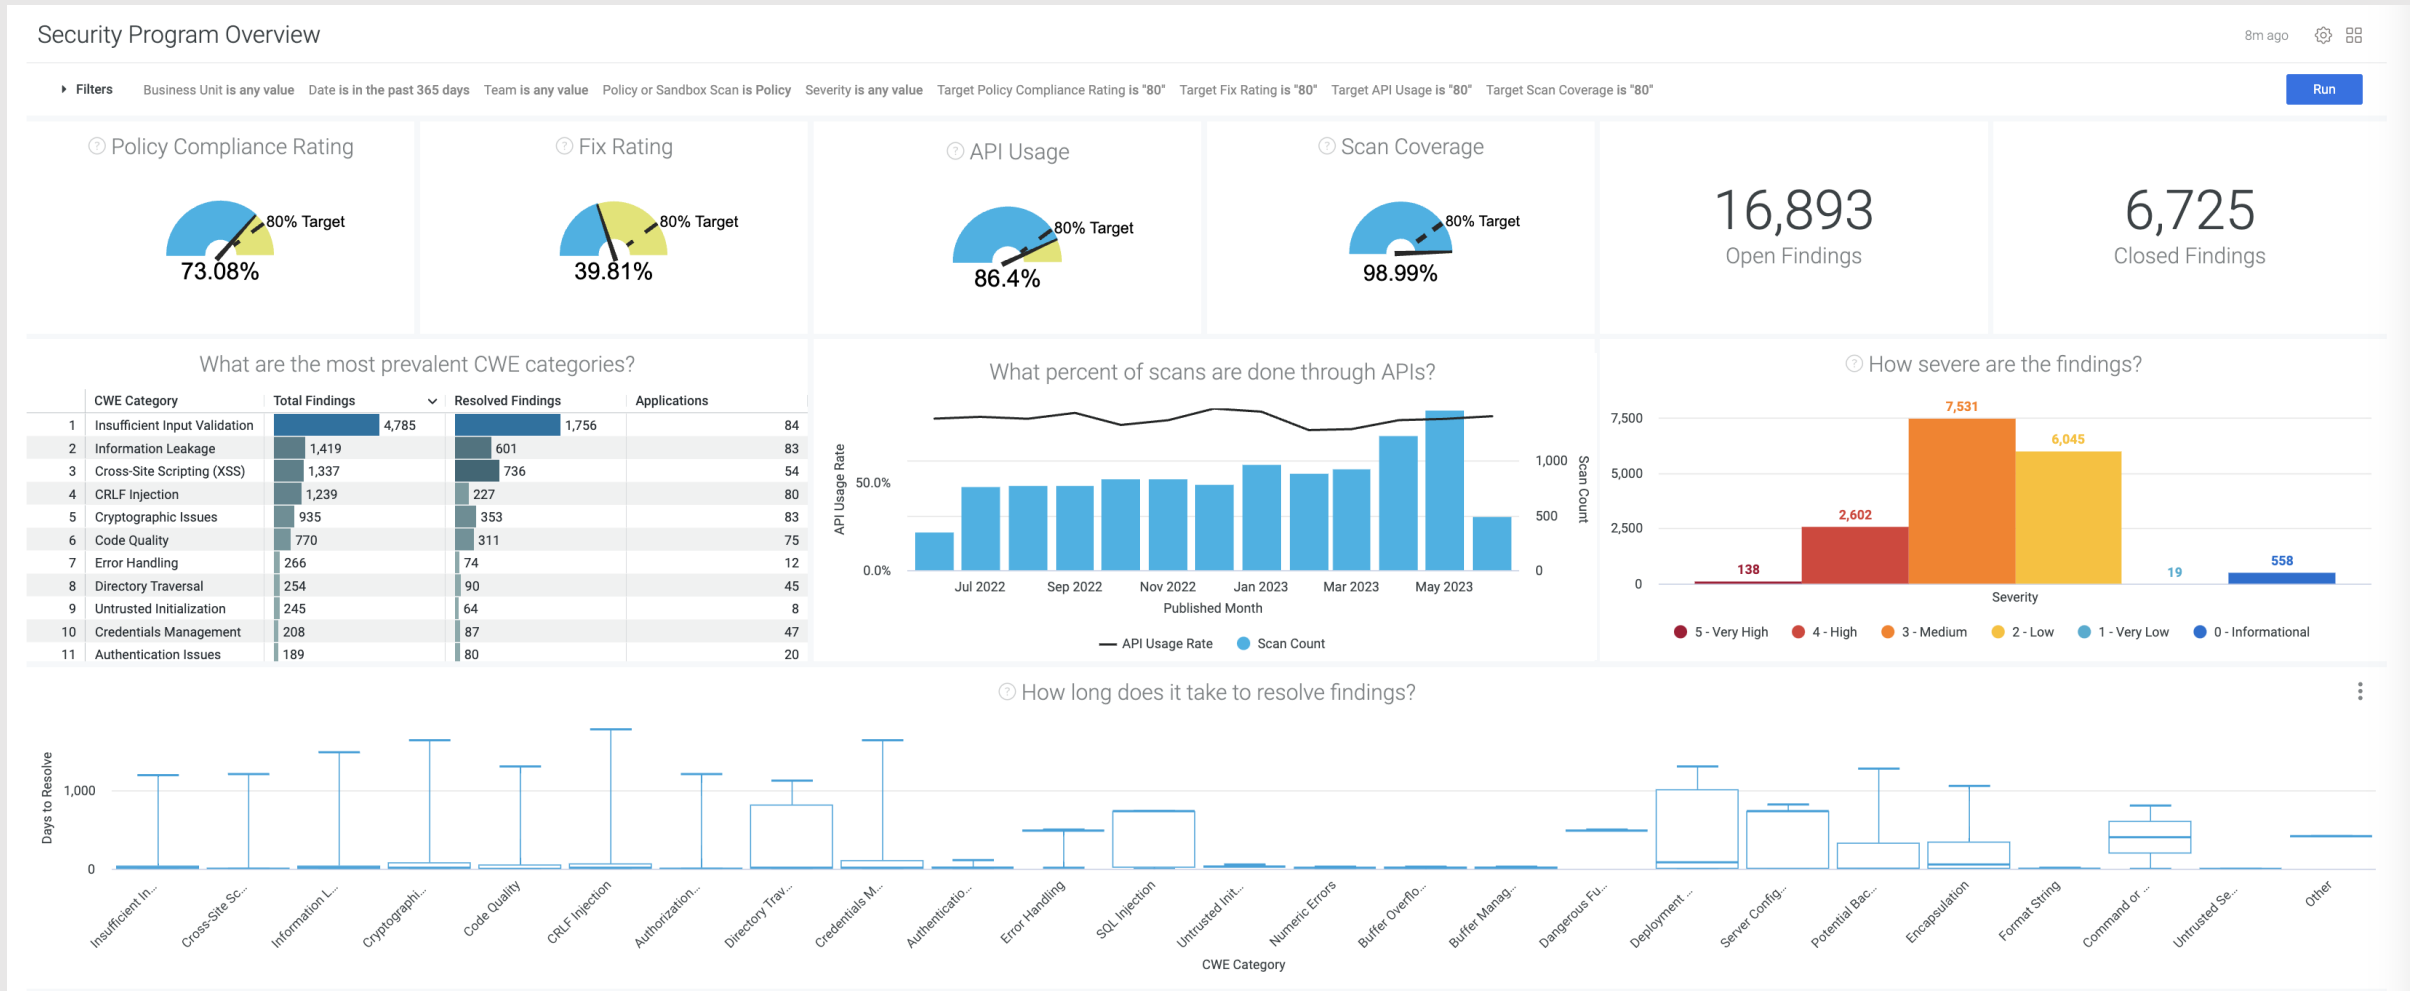 Security Program Overview
8m ago
Filters
Business Unit is any value Date is in the past 365 days Team is any value Policy or Sandbox Scan is Policy Severity is any value Target Policy Compliance Rating is "80" Target Fix Rating is "80" Target API Usage is "80" Target Scan Coverage is "80"
Run
Policy Compliance Rating
80% Target
73.08%
Fix Rating
80% Target
39.81%
API Usage
80% Target
86.4%
Scan Coverage
80% Target
98.99%
16,893
Open Findings
6,725
Closed Findings
What are the most prevalent CWE categories?
CWE Category Total Findings Resolved Findings Applications
1 Insufficient Input Validation 4,785 1,756 84
2 Information Leakage 1,419 601 83
3 Cross-Site Scripting (XSS) 1,337 736 54
4 CRLF Injection 1,239 227 80
5 Cryptographic Issues 935 353 83
6 Code Quality 770 311 75
7 Error Handling 266 74 12
8 Directory Traversal 254 90 45
9 Untrusted Initialization 245 64 8
10 Credentials Management 208 87 47
11 Authentication Issues 189 80 20
What percent of scans are done through APIs?
API Usage Rate
50.0%
0.0%
1,000
500
0
Scan Count
Jul 2022 Sep 2022 Nov 2022 Jan 2023 Mar 2023 May 2023
Published Month
API Usage Rate Scan Count
How severe are the findings?
7,500
5,000
2,500
0
138
2,602
7,531
6,045
19
558
Severity
5 - Very High 4 - High 3 - Medium 2 - Low 1 - Very Low 0 - Informational
How long does it take to resolve findings?
Days to Resolve
1,000
0
Insufficient In...
Cross-Site Sc...
Information L...
Cryptographi...
Code Quality
CRLF Injection
Authorization...
Directory Trav...
Credentials M...
Authenticatio...
Error Handling
SQL Injection
Untrusted Init...
Numeric Errors
Buffer Overflo...
Buffer Manag...
Dangerous Fu...
Deployment ...
Server Config...
Potential Bac...
Encapsulation
Format String
Command or ...
Untrusted Se...
Other
CWE Category